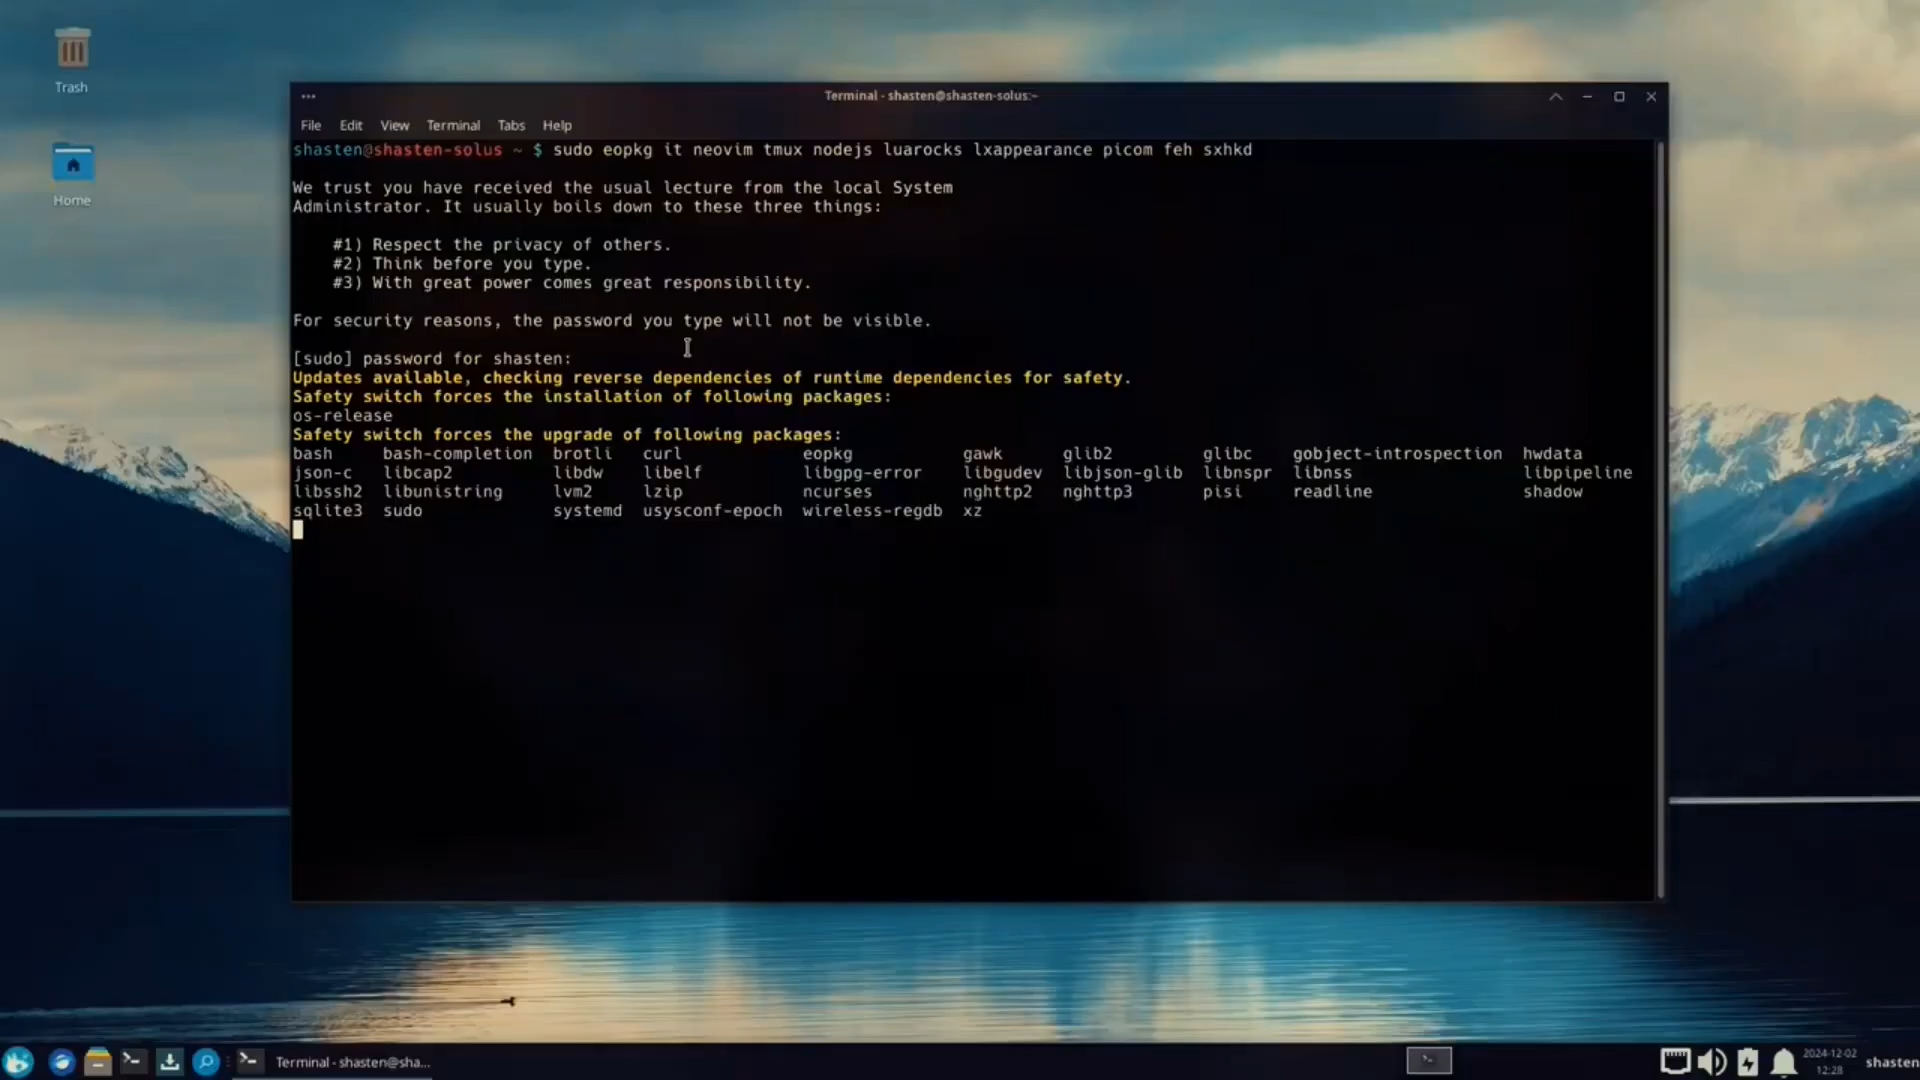 Trash
Home
Terminal - shasten@shasten-solus:~
File Edit View Terminal Tabs Help
shasten@shasten-solus ~ $ sudo eopkg it neovim tmux nodejs luarocks lxappearance picom feh sxhkd
We trust you have received the usual lecture from the local System
Administrator. It usually boils down to these three things:
#1) Respect the privacy of others.
#2) Think before you type.
#3) With great power comes great responsibility.
For security reasons, the password you type will not be visible.
[sudo] password for shasten:
Updates available, checking reverse dependencies of runtime dependencies for safety.
Safety switch forces the installation of following packages:
os-release
Safety switch forces the upgrade of following packages:
bash bash-completion brotli curl eopkg gawk glib2 glibc gobject-introspection hwdata
json-c libcap2 libdw libelf libgpg-error libgudev libjson-glib libnspr libnss libpipeline
libssh2 libunistring lvm2 lzip ncurses nghttp2 nghttp3 pisi readline shadow
sqlite3 sudo systemd usysconf-epoch wireless-regdb xz
Terminal - shasten@sha...
2024-12-02
12:28
shasten